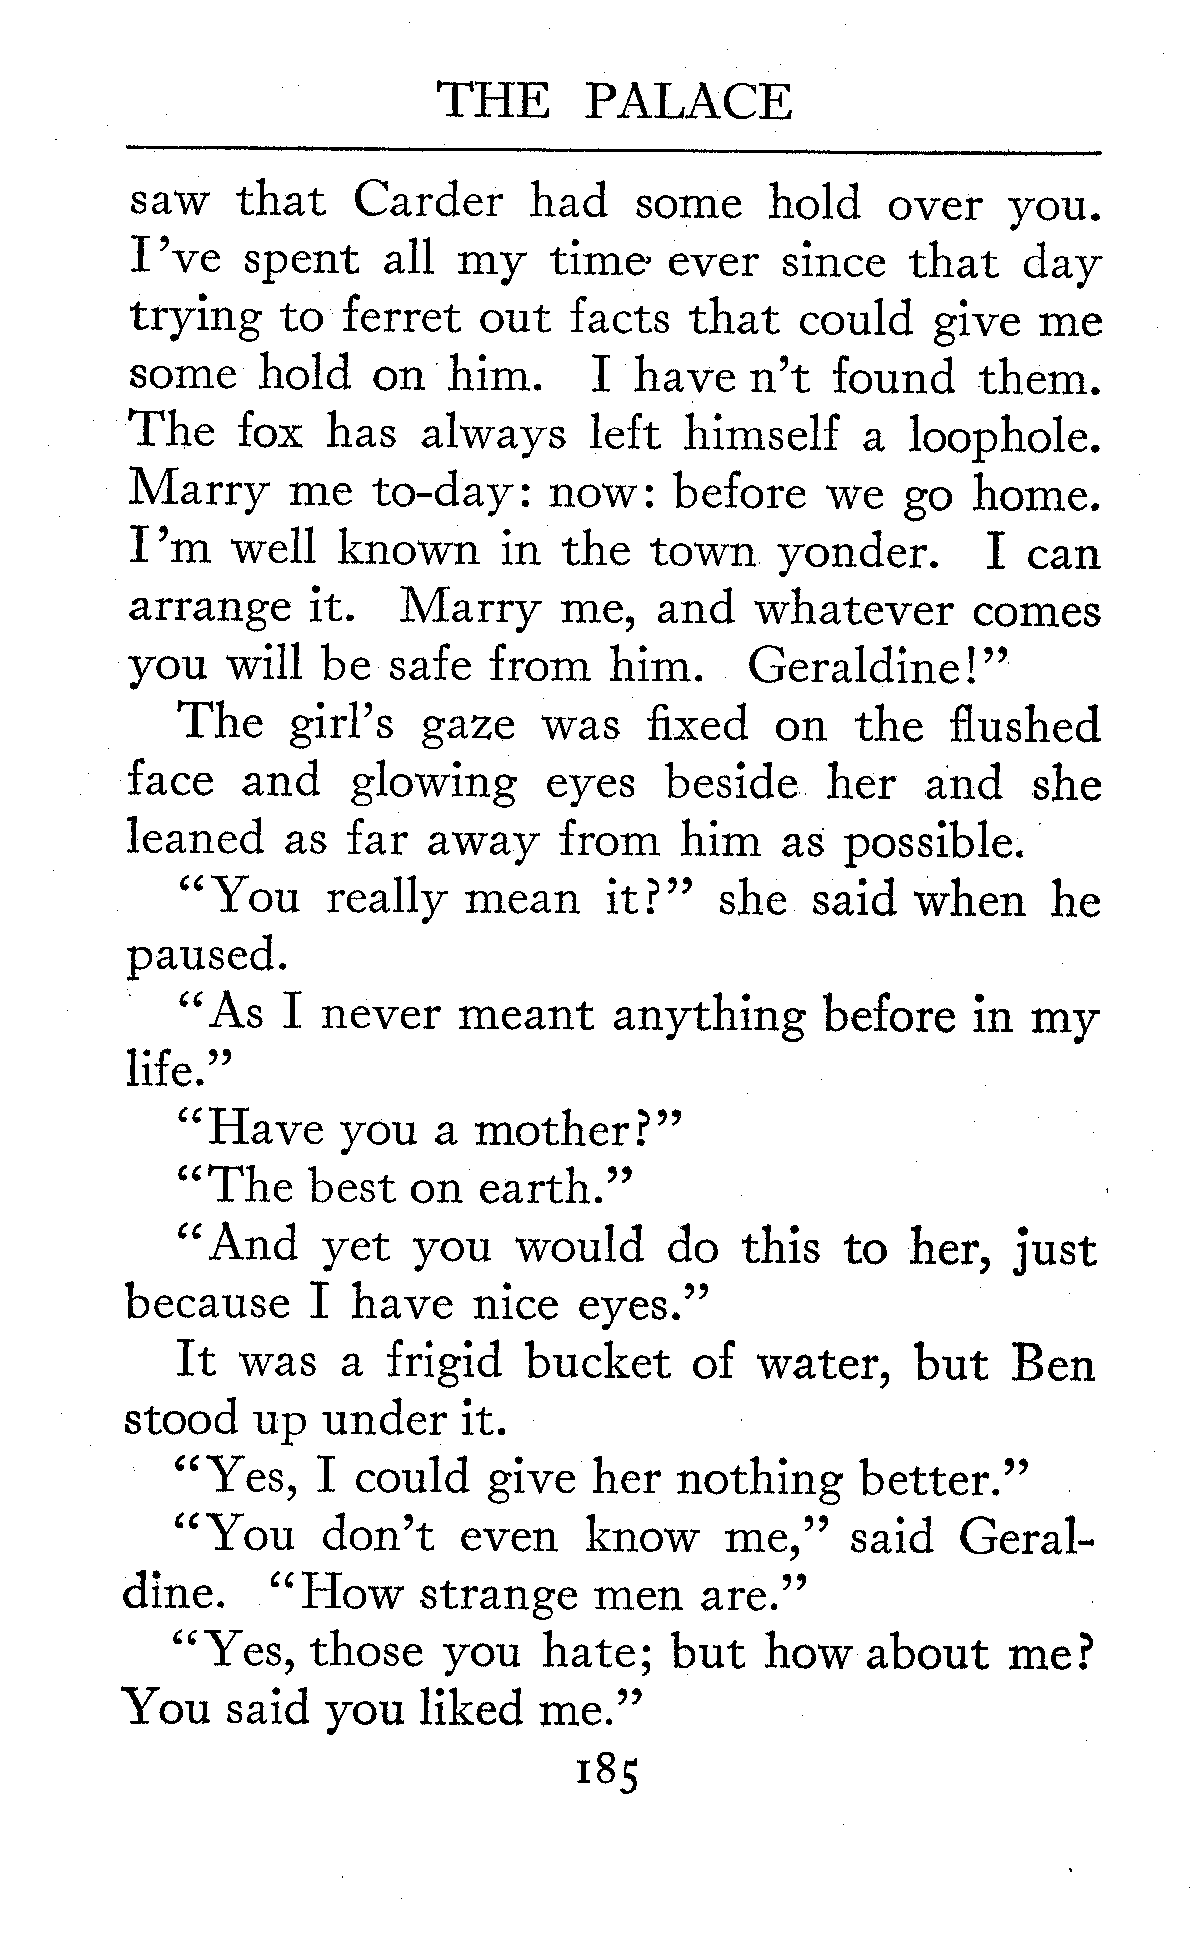 THE PALACE
saw that Carder had some hold over you.
I've spent all my time ever since that day
trying to ferret out facts that could give me
some hold on him. I have n't found them.
The fox has always left himself a loophole.
Marry me to-day: now: before we go home.
I'm well known in the town yonder. I can
arrange it. Marry me, and whatever comes
you will be safe from him. Geraldine!"
The girl's gaze was fixed on the flushed
face and glowing eyes beside her and she
leaned as far away from him as possible.
"You really mean it?" she said when he
paused.
"As I never meant anything before in my
life."
"Have you a mother?"
"The best on earth."
"And yet you would do this to her, just
because I have nice eyes."
It was a frigid bucket of water, but Ben
stood up under it.
"Yes, I could give her nothing better."
"You don't even know me," said Geral-
dine. "How strange men are."
"Yes, those you hate; but how about me?
You said you liked me."
185